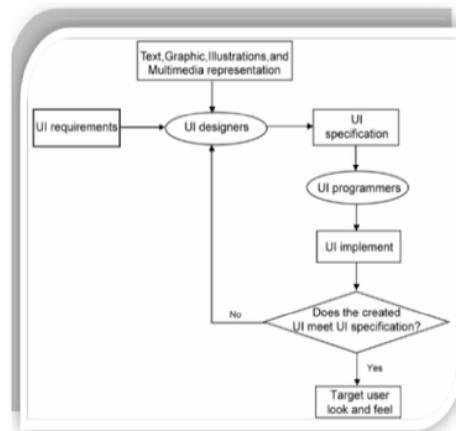 Text,Graphic,Illustrations,and
Multimedia representation
UI requirements
UI designers
UI
specification
UI programmers
UI implement
Does the created
UI meet UI specification?
No
Yes
Target user
look and feel